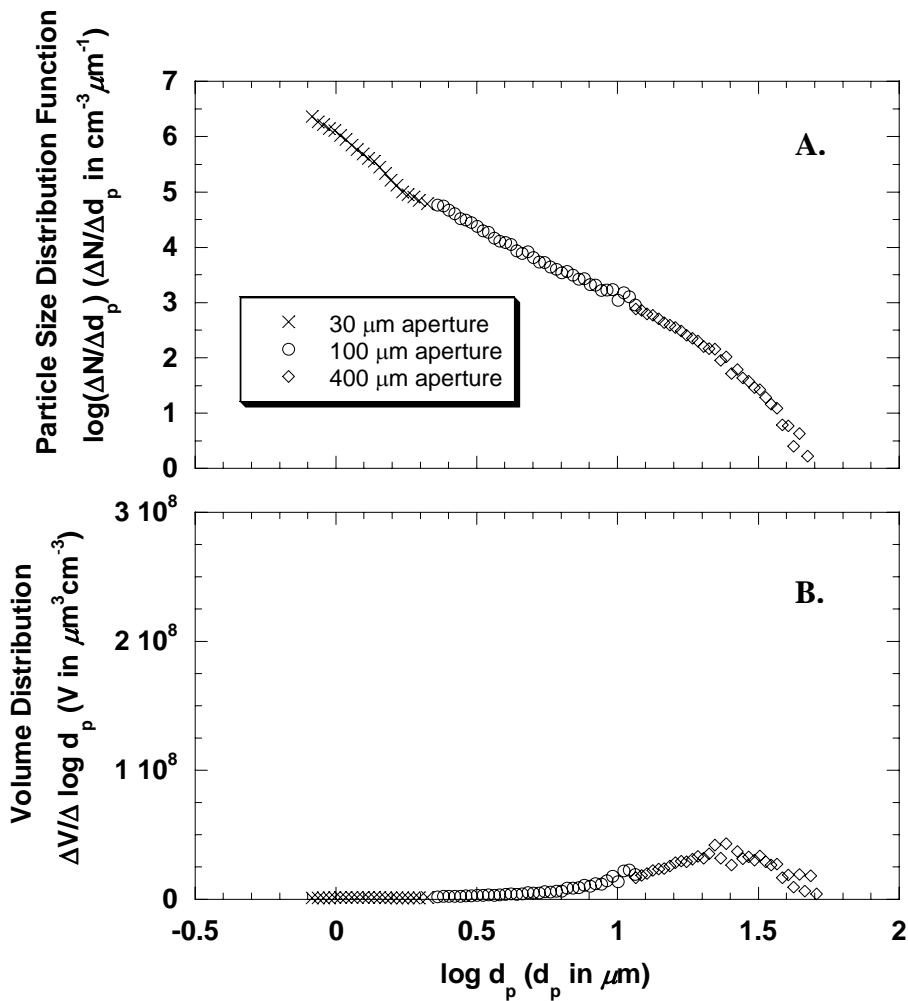 Particle Size Distribution Function
log(ΔN/Δd_p) (ΔN/Δd_p in cm^-3 μm^-1)
7
6
5
4
3
2
1
0
A.
30 μm aperture
100 μm aperture
400 μm aperture
Volume Distribution
ΔV/Δ log d_p (V in μm^3cm^-3)
3 10^8
2 10^8
1 10^8
0
B.
-0.5 0 0.5 1 1.5 2
log d_p (d_p in μm)